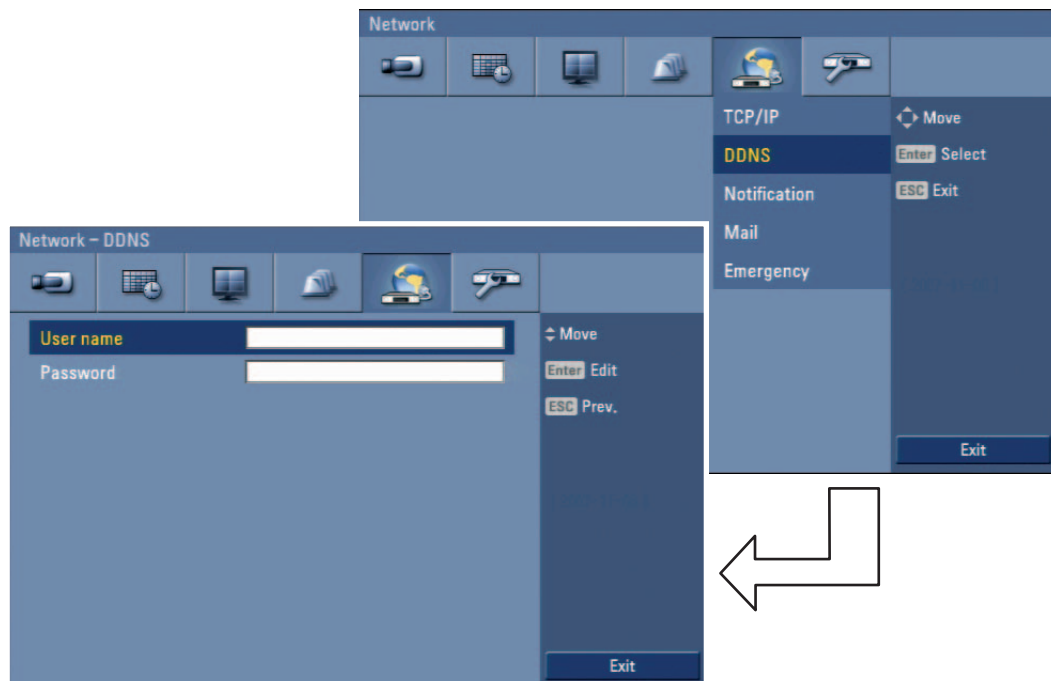 Network
TCP/IP
DDNS
Notification
Mail
Emergency
Move
Enter Select
ESC Exit
Exit
Network – DDNS
User name
Password
Move
Enter Edit
ESC Prev.
Exit